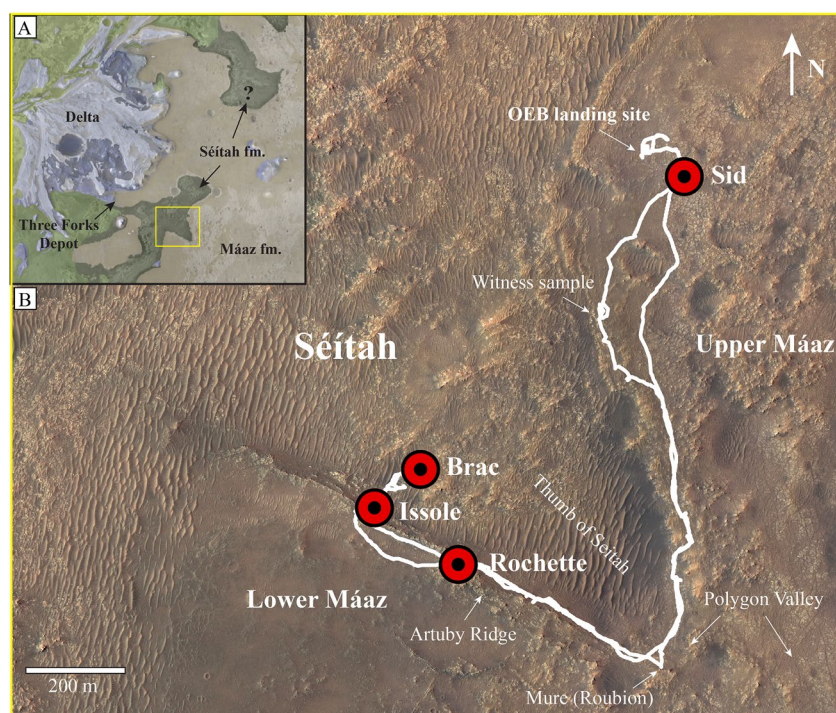 A
Delta
?
Séítah fm.
Three Forks
Depot
Máaz fm.
B
N
OEB landing site
Sid
Witness sample
Séítah
Upper Máaz
Brac
Issole
Thumb of Seitah
Rochette
Lower Máaz
Artuby Ridge
Polygon Valley
200 m
Mure (Roubion)